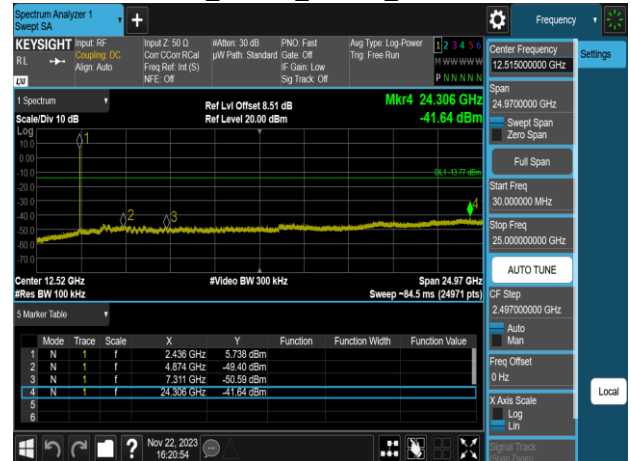 Spectrum Analyzer 1
Swept SA
Frequency
KEYSIGHT
RL
LXI
Input: RF
Coupling: DC
Align: Auto
Input Z: 50 Ω
Corr CCorr RCal
Freq Ref: Int (S)
NFE: Off
#Atten: 30 dB
µW Path: Standard
PNO: Fast
Gate: Off
IF Gain: Low
Sig Track: Off
Avg Type: Log-Power
Trig: Free Run
1 2 3 4 5 6
M W W W W W
P N N N N N
Center Frequency
12.515000000 GHz
Settings
Span
24.9700000 GHz
Swept Span
Zero Span
Full Span
Start Freq
30.000000 MHz
Stop Freq
25.000000000 GHz
AUTO TUNE
CF Step
2.497000000 GHz
Auto
Man
Freq Offset
0 Hz
X Axis Scale
Log
Lin
Signal Track
(Span Zoom)
Local
1 Spectrum
Scale/Div 10 dB
Ref Lvl Offset 8.51 dB
Ref Level 20.00 dBm
Mkr4 24.306 GHz
-41.64 dBm
Log
10.0
0.00
-10.0
-20.0
-30.0
-40.0
-50.0
-60.0
-70.0
1
2
3
4
DL1 -13.77 dBm
Center 12.52 GHz
#Res BW 100 kHz
#Video BW 300 kHz
Span 24.97 GHz
Sweep ~84.5 ms (24971 pts)
5 Marker Table
Mode Trace Scale X Y Function Function Width Function Value
1 N 1 f 2.436 GHz 5.738 dBm
2 N 1 f 4.874 GHz -49.40 dBm
3 N 1 f 7.311 GHz -50.59 dBm
4 N 1 f 24.306 GHz -41.64 dBm
5
6
Nov 22, 2023
16:20:54